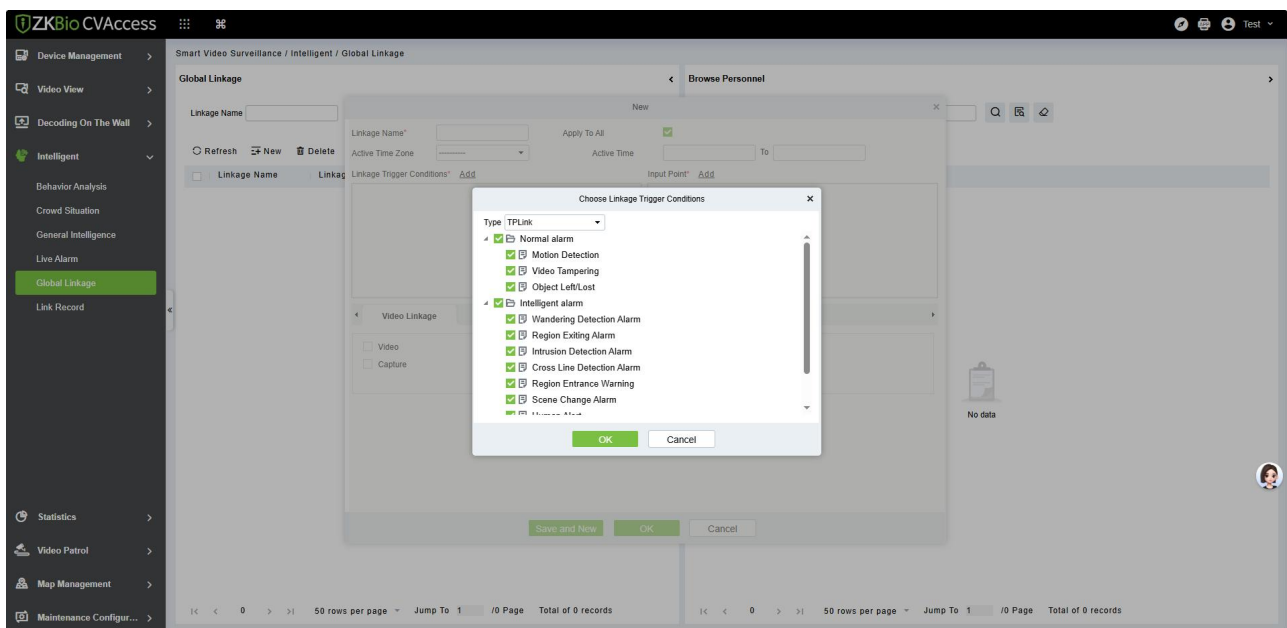 ZKBio CVAccess
Test
Device Management
Video View
Decoding On The Wall
Intelligent
Behavior Analysis
Crowd Situation
General Intelligence
Live Alarm
Global Linkage
Link Record
Statistics
Video Patrol
Map Management
Maintenance Configur...
Smart Video Surveillance / Intelligent / Global Linkage
Global Linkage
Linkage Name
Refresh New Delete
Linkage Name Linkag
New
Linkage Name* Apply To All
Active Time Zone -------- Active Time To
Linkage Trigger Conditions* Add Input Point* Add
Choose Linkage Trigger Conditions
Type TPLink
Normal alarm
Motion Detection
Video Tampering
Object Left/Lost
Intelligent alarm
Wandering Detection Alarm
Region Exiting Alarm
Intrusion Detection Alarm
Cross Line Detection Alarm
Region Entrance Warning
Scene Change Alarm
Human Alert
OK Cancel
Video Linkage
Video
Capture
Save and New OK Cancel
0 50 rows per page Jump To 1 /0 Page Total of 0 records
Browse Personnel
No data
0 50 rows per page Jump To 1 /0 Page Total of 0 records